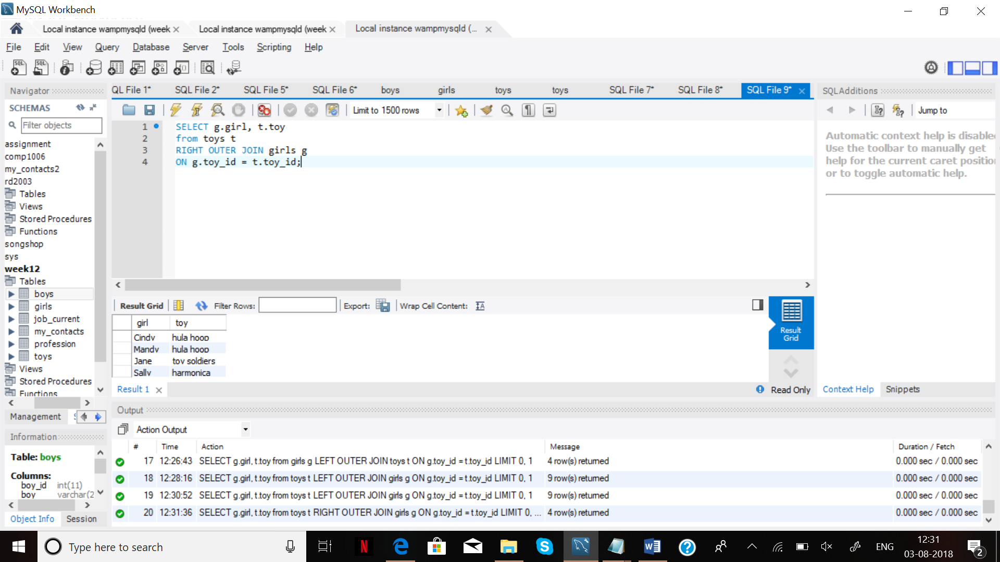 MySQL Workbench
Local instance wampmysqld (week
Local instance wampmysqld (week
Local instance wampmysqld (...
File Edit View Query Database Server Tools Scripting Help
Navigator
QL File 1* SQL File 2* SQL File 5* SQL File 6* boys girls toys toys SQL File 7* SQL File 8* SQL File 9*
SQLAdditions
SCHEMAS
Filter objects
Limit to 1500 rows
Jump to
assignment
comp1006
my_contacts2
rd2003
Tables
Views
Stored Procedures
Functions
songshop
sys
week12
Tables
boys
girls
job_current
my_contacts
profession
toys
Views
Stored Procedures
Functions
Management
1 SELECT g.girl, t.toy
2 from toys t
3 RIGHT OUTER JOIN girls g
4 ON g.toy_id = t.toy_id;
Automatic context help is disable
Use the toolbar to manually get
help for the current caret position
or to toggle automatic help.
Result Grid Filter Rows: Export: Wrap Cell Content:
girl toy
Cindy hula hoop
Mandy hula hoop
Jane toy soldiers
Sally harmonica
Result
Grid
Result 1
Read Only
Context Help Snippets
Output
Action Output
# Time Action Message Duration / Fetch
17 12:26:43 SELECT g.girl, t.toy from girls g LEFT OUTER JOIN toys t ON g.toy_id = t.toy_id LIMIT 0, 1 4 row(s) returned 0.000 sec / 0.000 sec
18 12:28:16 SELECT g.girl, t.toy from toys t LEFT OUTER JOIN girls g ON g.toy_id = t.toy_id LIMIT 0, 1 9 row(s) returned 0.000 sec / 0.000 sec
19 12:30:52 SELECT g.girl, t.toy from toys t LEFT OUTER JOIN girls g ON g.toy_id = t.toy_id LIMIT 0, 1 9 row(s) returned 0.000 sec / 0.000 sec
20 12:31:36 SELECT g.girl, t.toy from toys t RIGHT OUTER JOIN girls g ON g.toy_id = t.toy_id LIMIT 0, ... 4 row(s) returned 0.000 sec / 0.000 sec
Information
Table: boys
Columns:
boy_id int(11)
boy varchar(2
Object Info Session
Type here to search
ENG
12:31
03-08-2018
2